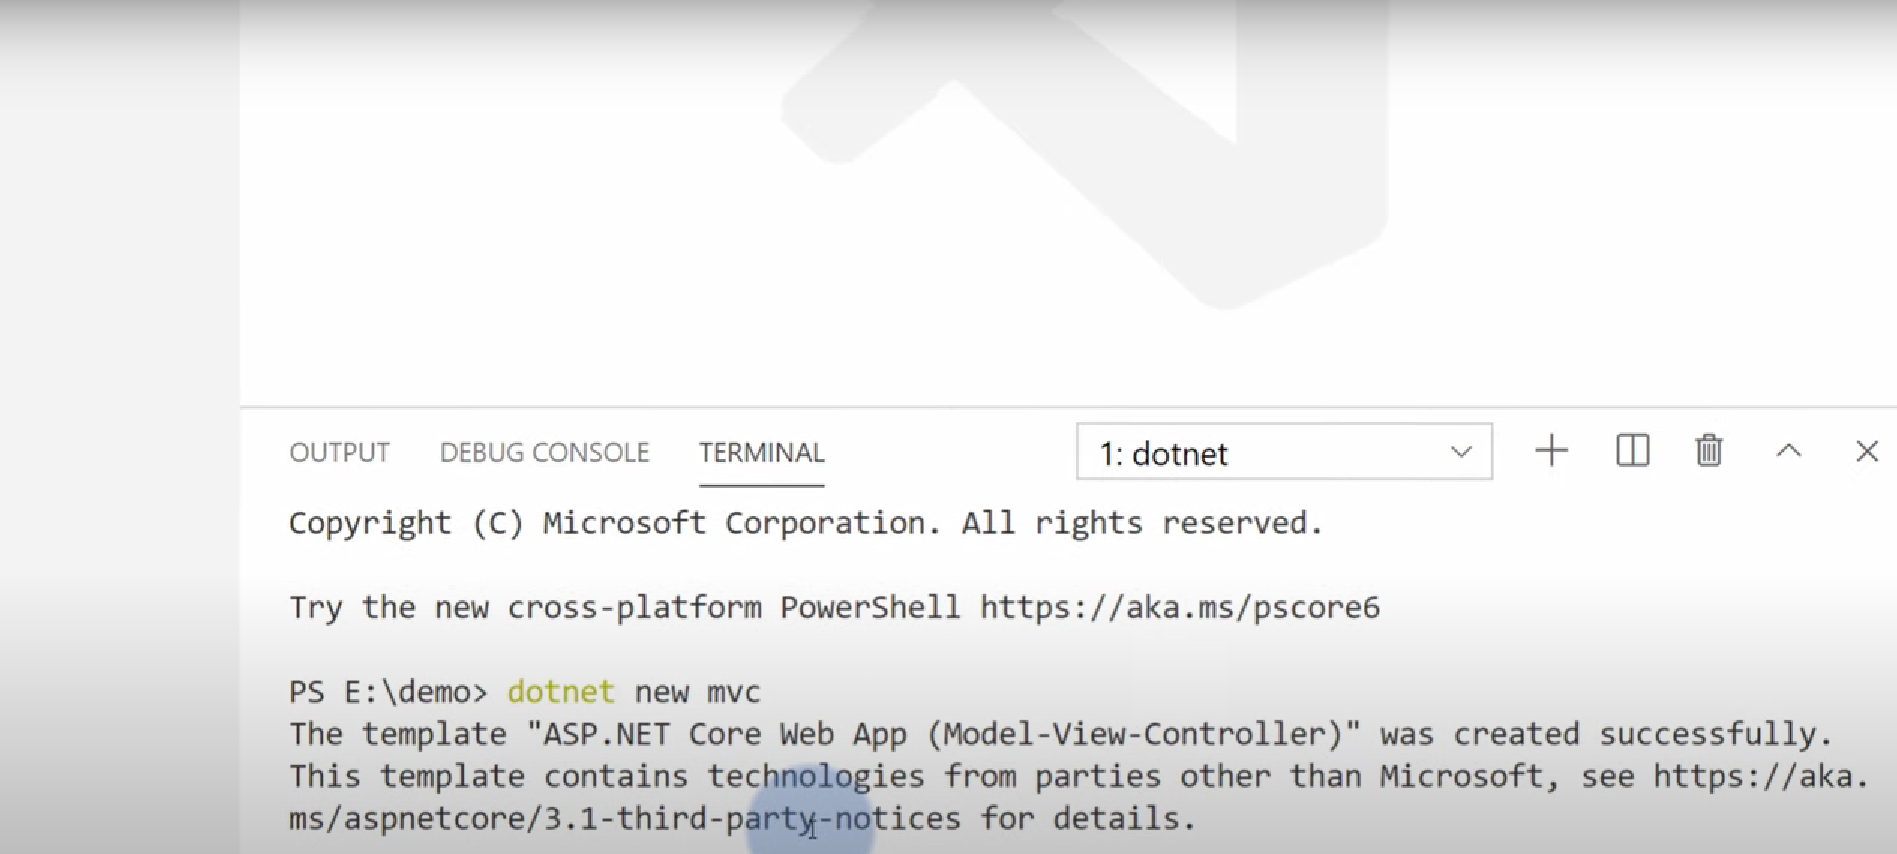 OUTPUT DEBUG CONSOLE TERMINAL 1: dotnet
Copyright (C) Microsoft Corporation. All rights reserved.
Try the new cross-platform PowerShell https://aka.ms/pscore6
PS E:\demo> dotnet new mvc
The template "ASP.NET Core Web App (Model-View-Controller)" was created successfully.
This template contains technologies from parties other than Microsoft, see https://aka.
ms/aspnetcore/3.1-third-party-notices for details.